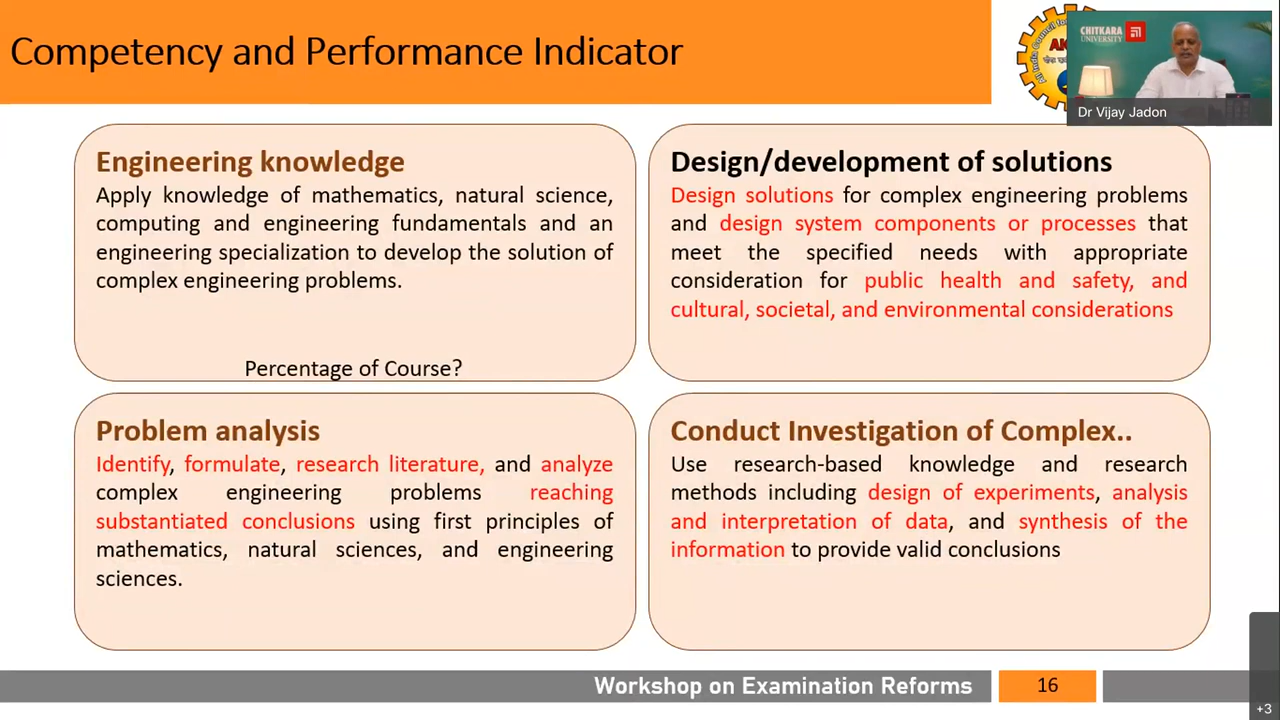 Competency and Performance Indicator
CHITKARA
UNIVERSITY
Dr Vijay Jadon
Engineering knowledge
Apply knowledge of mathematics, natural science,
computing and engineering fundamentals and an
engineering specialization to develop the solution of
complex engineering problems.
Percentage of Course?
Design/development of solutions
Design solutions for complex engineering problems
and design system components or processes that
meet the specified needs with appropriate
consideration for public health and safety, and
cultural, societal, and environmental considerations
Problem analysis
Identify, formulate, research literature, and analyze
complex engineering problems reaching
substantiated conclusions using first principles of
mathematics, natural sciences, and engineering
sciences.
Conduct Investigation of Complex..
Use research-based knowledge and research
methods including design of experiments, analysis
and interpretation of data, and synthesis of the
information to provide valid conclusions
Workshop on Examination Reforms
16
+3